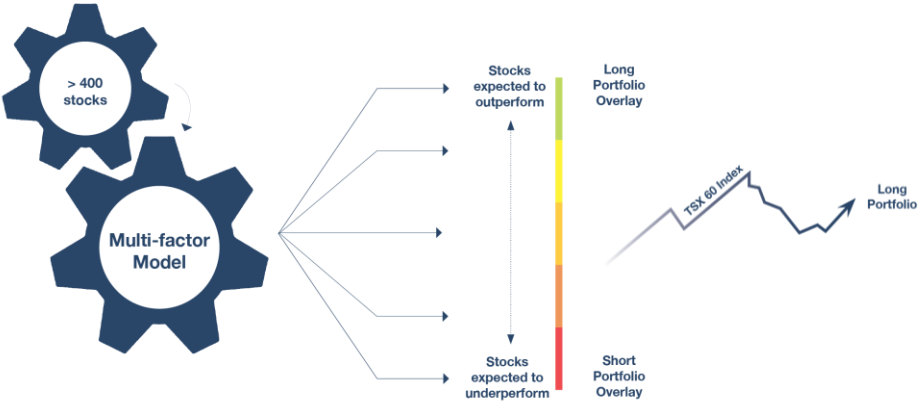 > 400
stocks
Multi-factor
Model
Stocks
expected to
outperform
Long
Portfolio
Overlay
Stocks
expected to
underperform
Short
Portfolio
Overlay
TSX 60 Index
Long
Portfolio